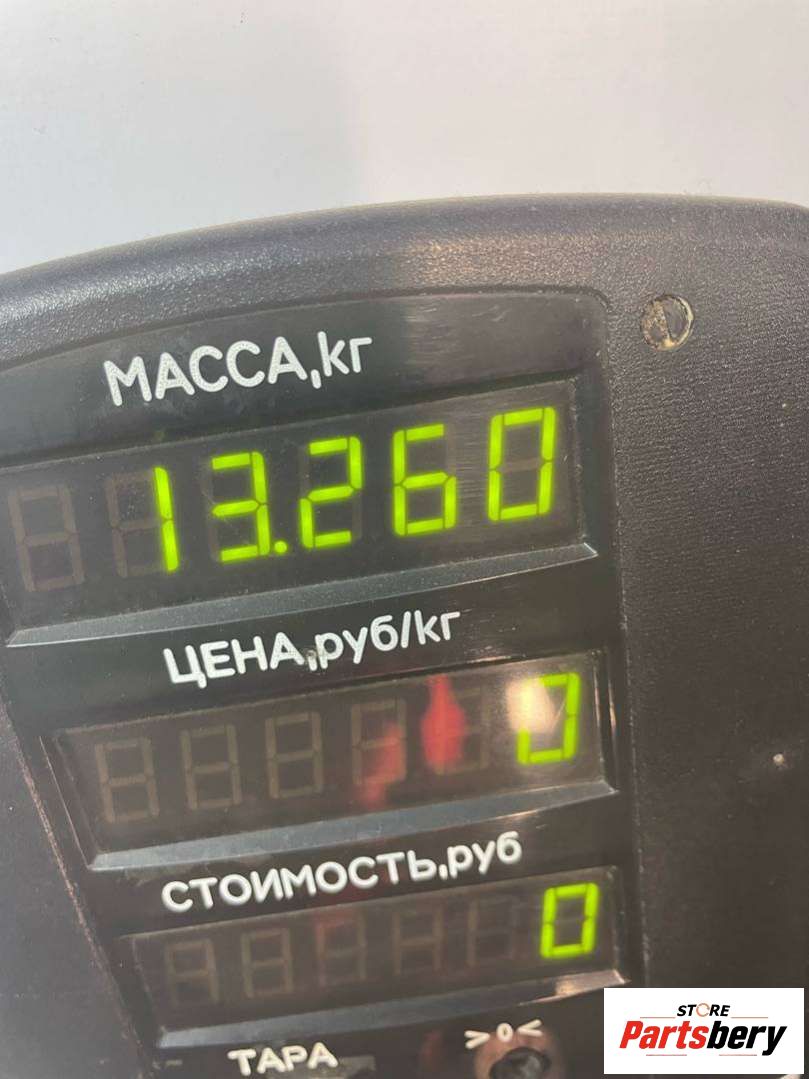 МАССА,кг
13.260
ЦЕНА,руб/кг
0
СТОИМОСТЬ,руб
0
ТАРА >0<
STORE
Partsbery